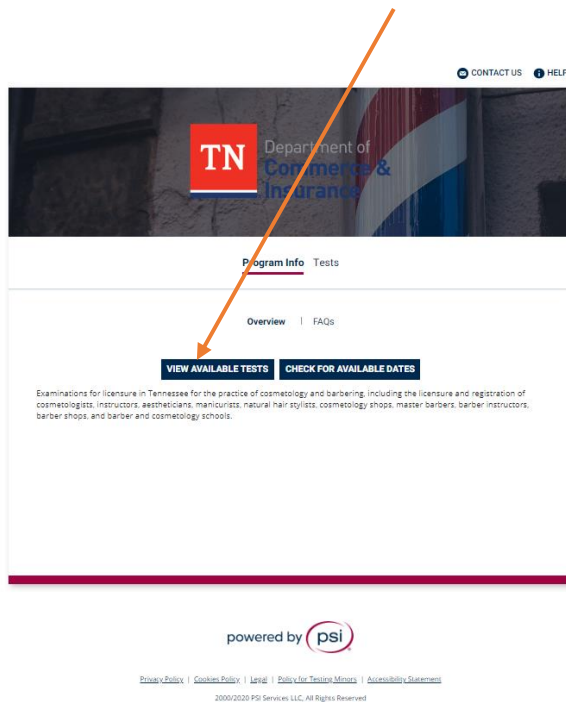 CONTACT US HELP
TN
Department of
Commerce &
Insurance
Program Info Tests
Overview | FAQs
VIEW AVAILABLE TESTS CHECK FOR AVAILABLE DATES
Examinations for licensure in Tennessee for the practice of cosmetology and barbering, including the licensure and registration of
cosmetologists, instructors, aestheticians, manicurists, natural hair stylists, cosmetology shops, master barbers, barber instructors,
barber shops, and barber and cosmetology schools.
powered by psi
Privacy Policy | Cookies Policy | Legal | Policy for Testing Minors | Accessibility Statement
2000/2020 PSI Services LLC, All Rights Reserved